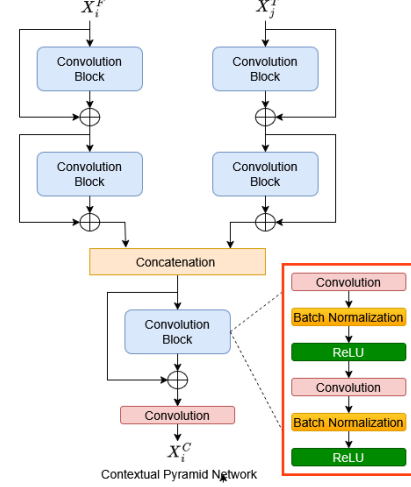 X_i^F
Convolution
Block
Convolution
Block
Convolution
Block
Convolution
Block
Concatenation
Convolution
Block
Convolution
X_i^C
Contextual Pyramid Network
Convolution
Batch Normalization
ReLU
Convolution
Batch Normalization
ReLU